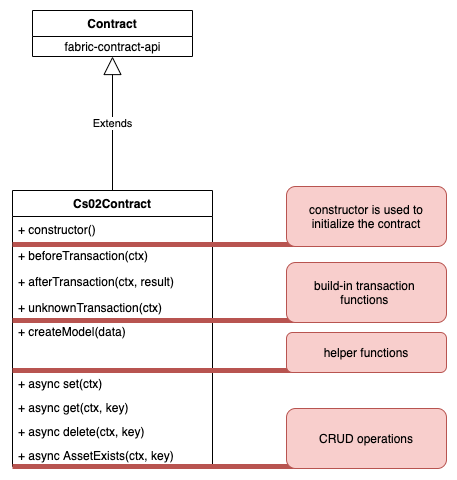 Contract
fabric-contract-api
Extends
Cs02Contract
+ constructor()
+ beforeTransaction(ctx)
+ afterTransaction(ctx, result)
+ unknownTransaction(ctx)
+ createModel(data)
+ async set(ctx)
+ async get(ctx, key)
+ async delete(ctx, key)
+ async AssetExists(ctx, key)
constructor is used to
initialize the contract
build-in transaction
functions
helper functions
CRUD operations